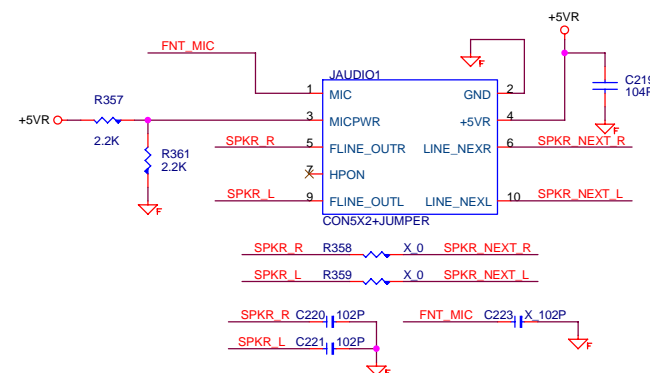 +5VR
FNT_MIC
F
JAUDIO1
C219
104P
1 MIC GND 2
R357
+5VR
2.2K
3 MICPWR +5VR 4
F
R361
2.2K
SPKR_R 5 FLINE_OUTR LINE_NEXR 6 SPKR_NEXT_R
7 HPON
SPKR_L 9 FLINE_OUTL LINE_NEXL 10 SPKR_NEXT_L
F
CON5X2+JUMPER
SPKR_R R358 X_0 SPKR_NEXT_R
SPKR_L R359 X_0 SPKR_NEXT_L
SPKR_R C220 102P
FNT_MIC C223 X_102P
SPKR_L C221 102P
F
F